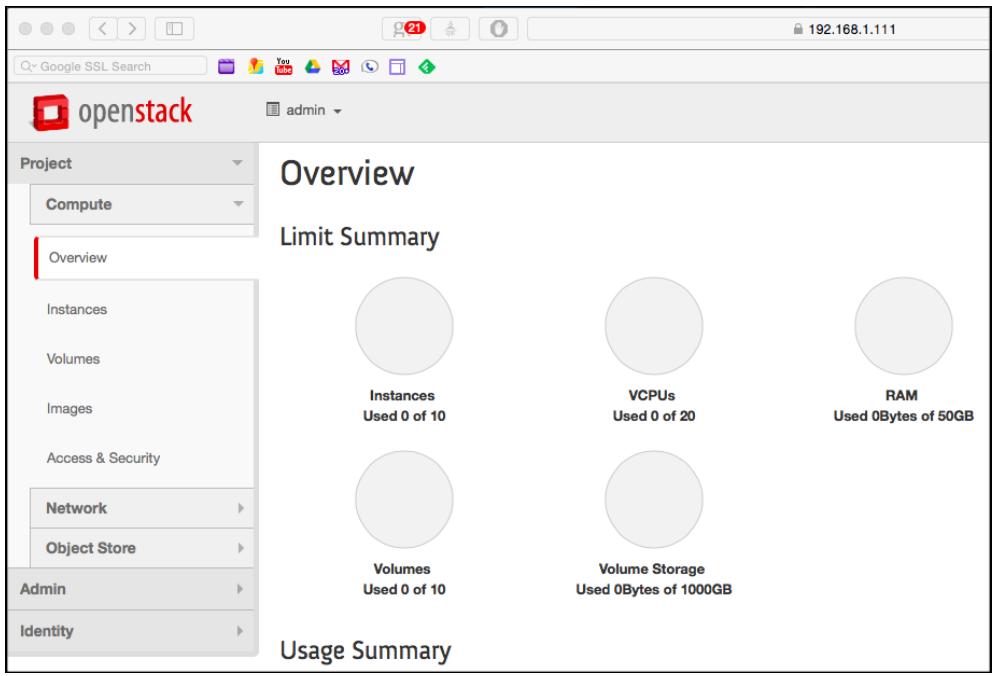 21
192.168.1.111
Google SSL Search
You Tube
20+
openstack
admin
Project
Compute
Overview
Instances
Volumes
Images
Access & Security
Network
Object Store
Admin
Identity
Overview
Limit Summary
Instances
Used 0 of 10
VCPUs
Used 0 of 20
RAM
Used 0Bytes of 50GB
Volumes
Used 0 of 10
Volume Storage
Used 0Bytes of 1000GB
Usage Summary